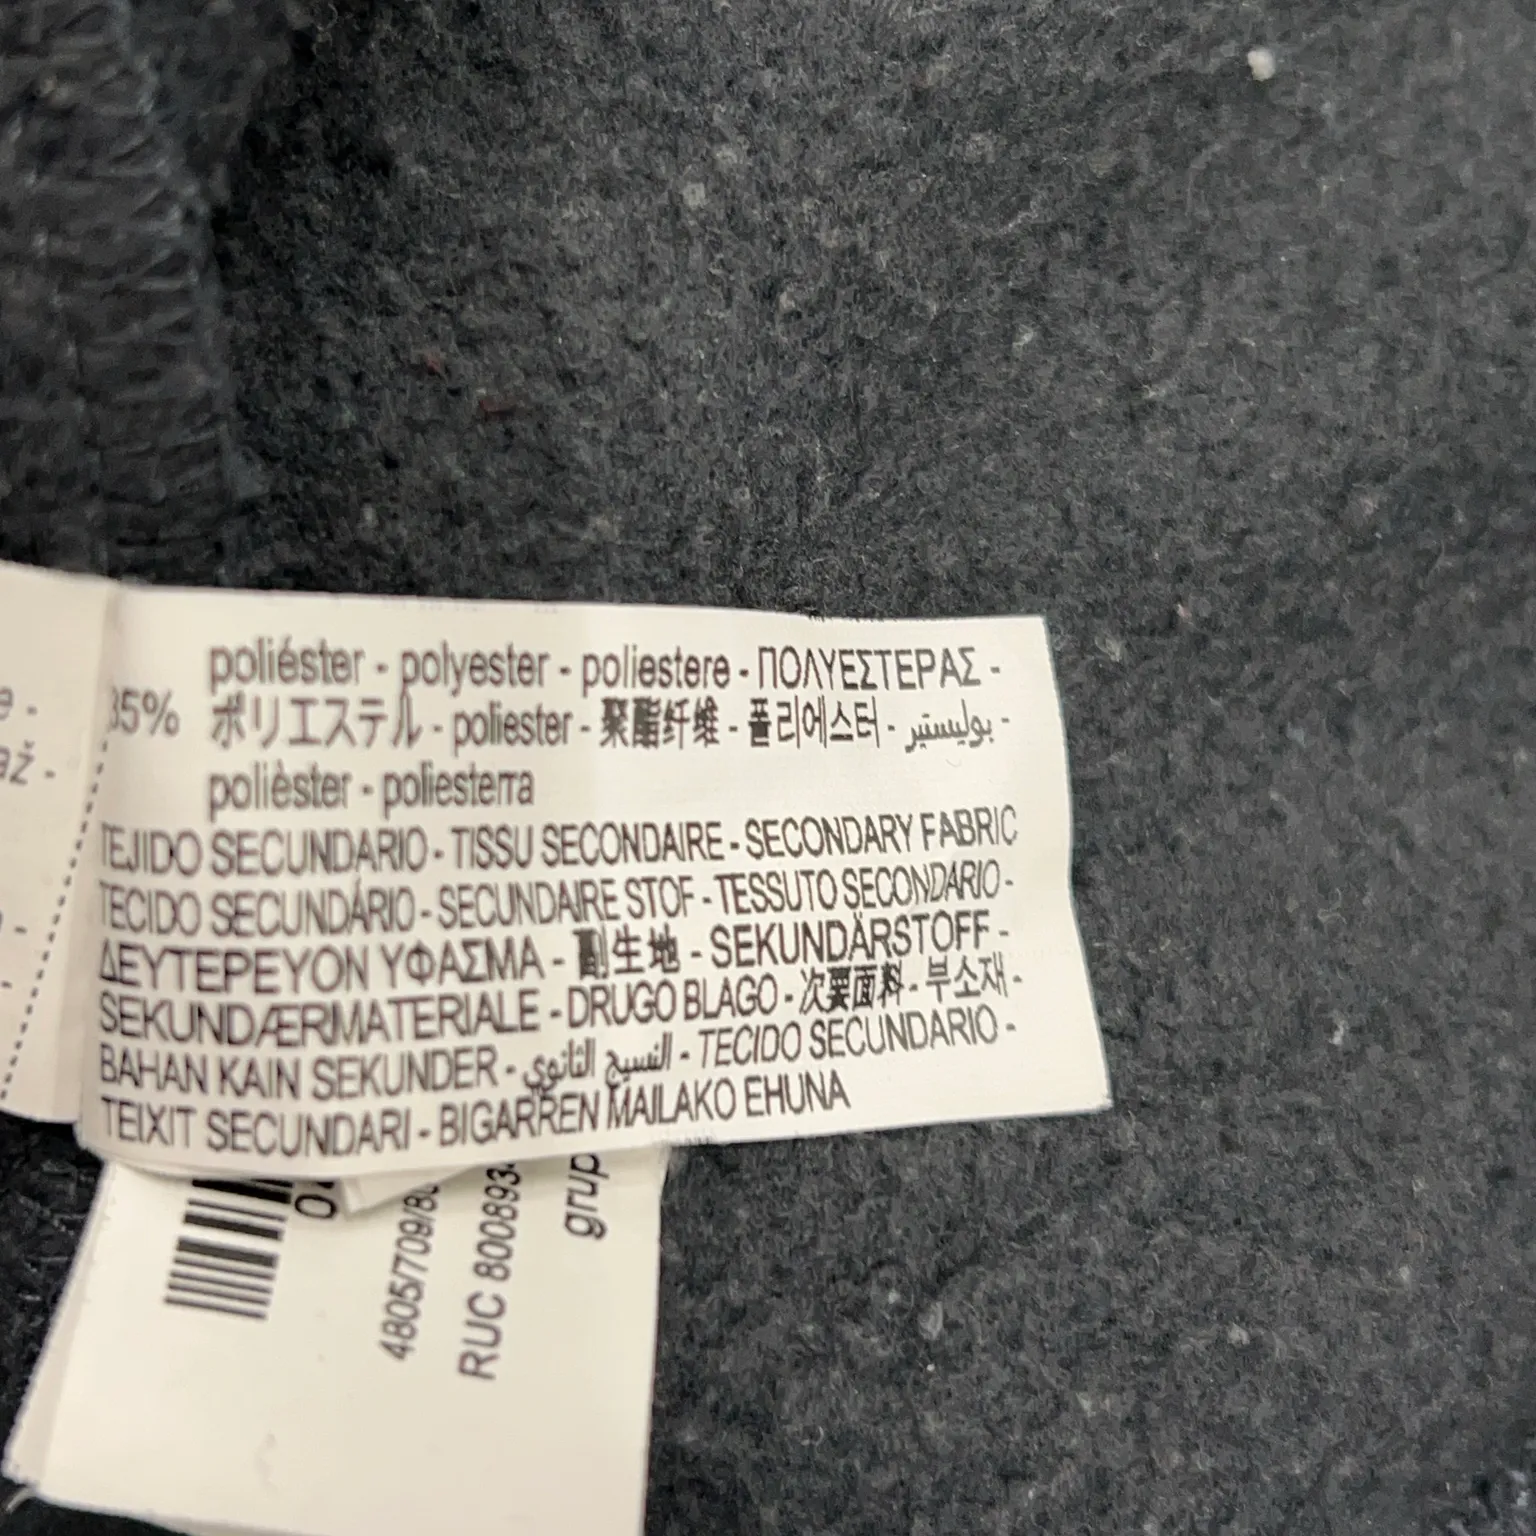 poliéster - polyester - poliestere - ΠΟΛΥΕΣΤΕΡΑΣ -
35% ポリエステル - poliester - 聚酯纤维 - 폴리에스터 - بوليستير -
polièster - poliesterra
TEJIDO SECUNDARIO - TISSU SECONDAIRE - SECONDARY FABRIC
TECIDO SECUNDÁRIO - SECUNDAIRE STOF - TESSUTO SECONDARIO -
ΔΕΥΤΕΡΕΥΟΝ ΥΦΑΣΜΑ - 副生地 - SEKUNDÄRSTOFF -
SEKUNDÆRMATERIALE - DRUGO BLAGO - 次要面料 - 부소재 -
BAHAN KAIN SEKUNDER - النسيج الثانوي - TECIDO SECUNDARIO -
TEIXIT SECUNDARI - BIGARREN MAILAKO EHUNA
4805/709/8
RUC 800893
grup